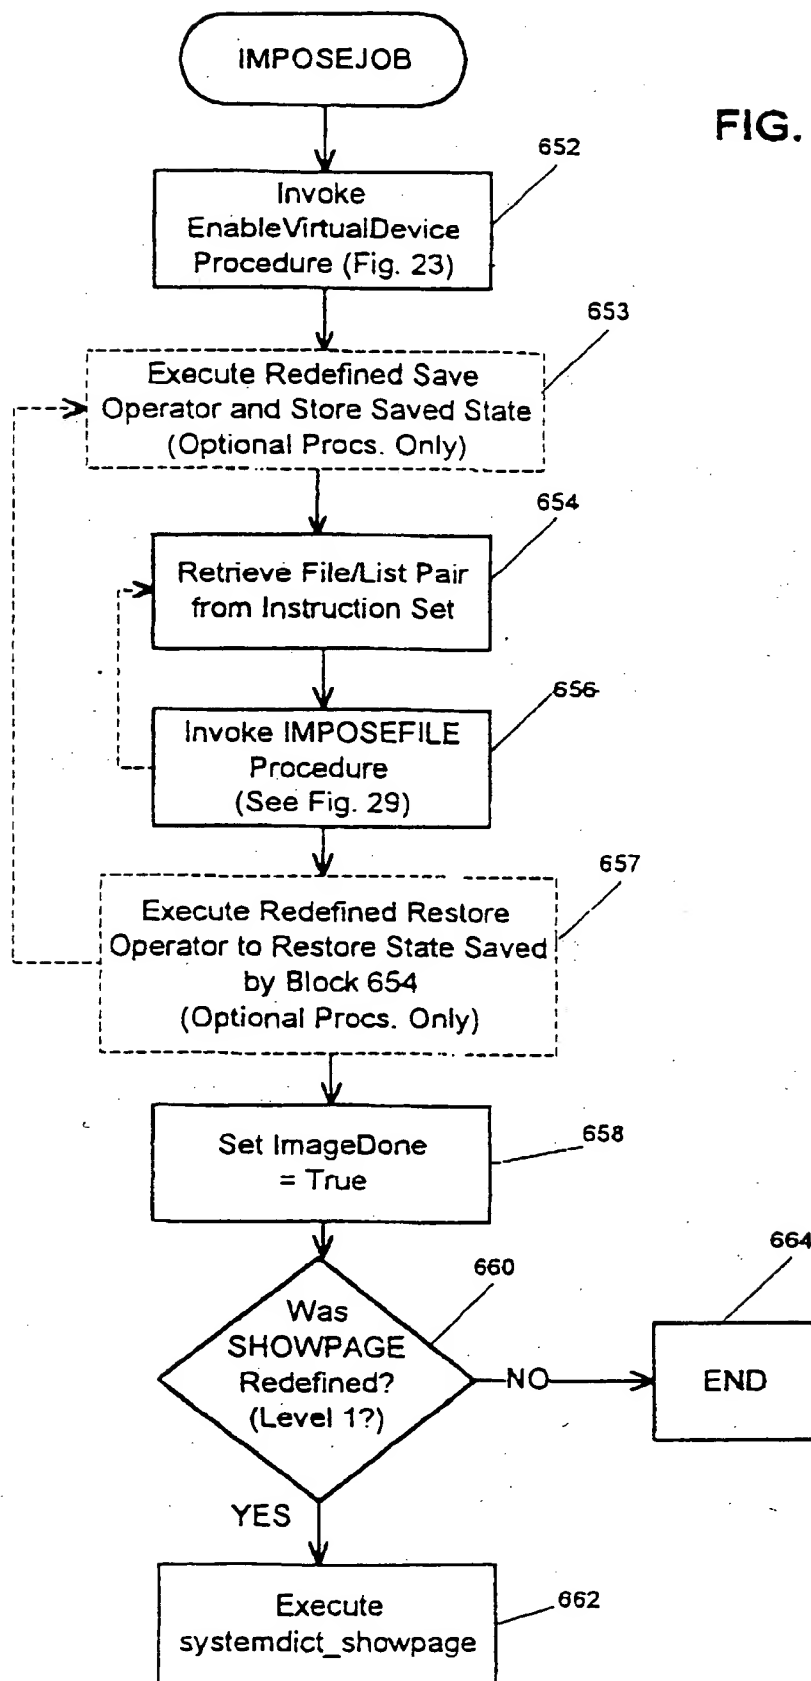 IMPOSEJOB
FIG.
652
Invoke
EnableVirtualDevice
Procedure (Fig. 23)
653
Execute Redefined Save
Operator and Store Saved State
(Optional Procs. Only)
654
Retrieve File/List Pair
from Instruction Set
656
Invoke IMPOSEFILE
Procedure
(See Fig. 29)
657
Execute Redefined Restore
Operator to Restore State Saved
by Block 654
(Optional Procs. Only)
658
Set ImageDone
= True
660
Was
SHOWPAGE
Redefined?
(Level 1?)
NO
664
END
YES
662
Execute
systemdict_showpage